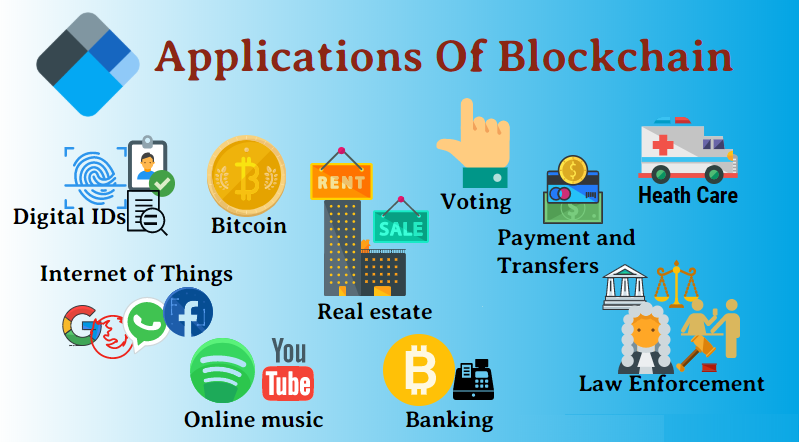 Applications Of Blockchain
Digital IDs
Bitcoin
RENT
SALE
Real estate
Voting
Payment and
Transfers
Heath Care
Internet of Things
You
Tube
Online music
Banking
Law Enforcement